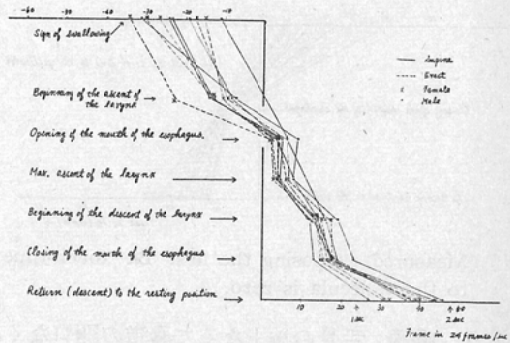 -60 -40 -30 -20 -10
Sign of swallowing
Supine
Erect
x Female
Male
Beginning of the ascent of
the larynx
Opening of the mouth of the esophagus.
Max. ascent of the larynx
Beginning of the descent of the larynx
Closing of the mouth of the esophagus
Return (descent) to the resting position
10 20 30 40
1 sec 2 sec
Frame in 24 frames/sec